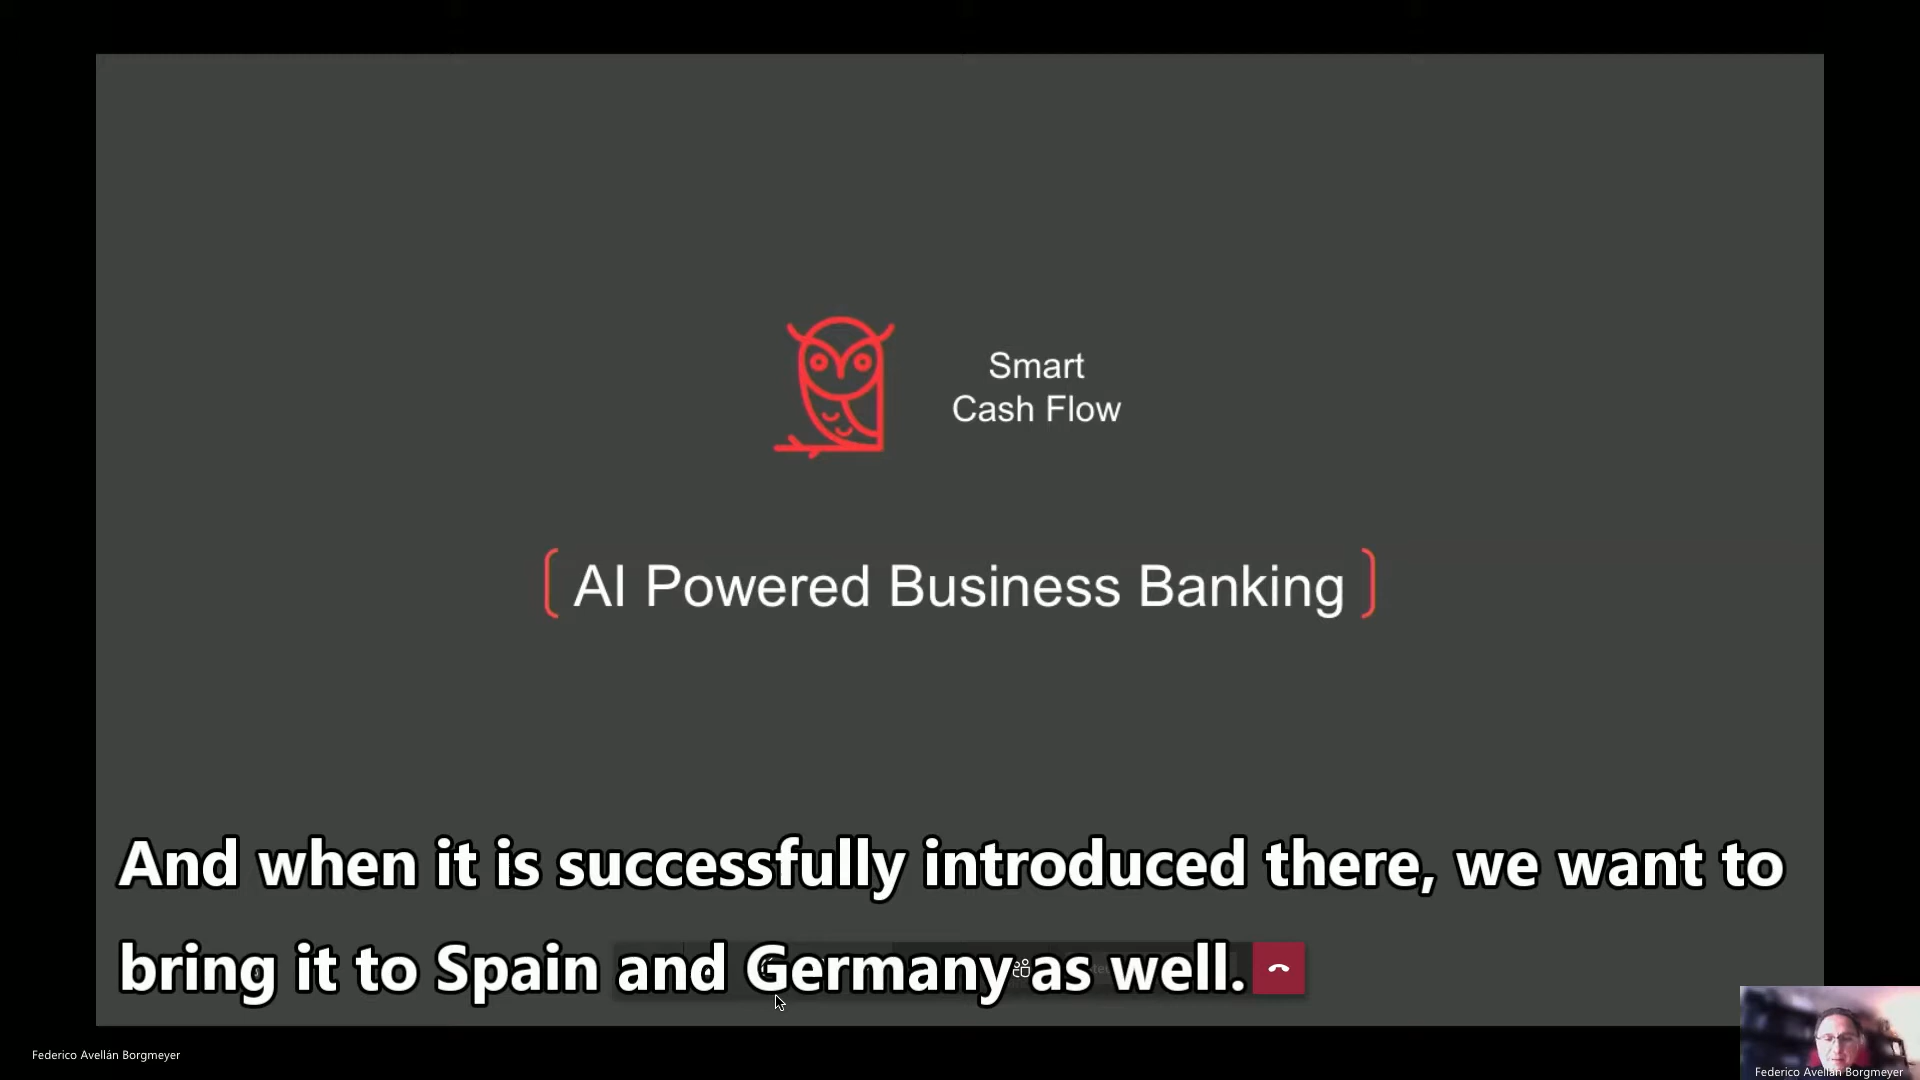 Smart
Cash Flow
AI Powered Business Banking
And when it is successfully introduced there, we want to
bring it to Spain and Germany as well.
Federico Avellán Borgmeyer
Federico Avellán Borgmeyer